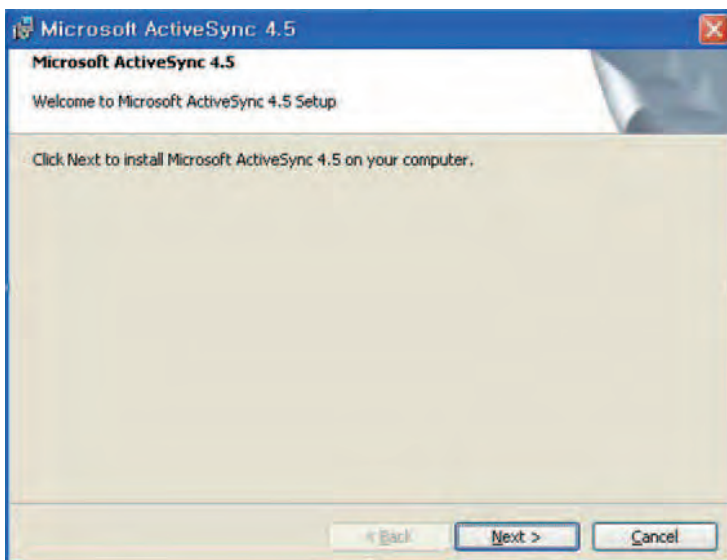 Microsoft ActiveSync 4.5
Microsoft ActiveSync 4.5
Welcome to Microsoft ActiveSync 4.5 Setup
Click Next to install Microsoft ActiveSync 4.5 on your computer.
< Back Next > Cancel